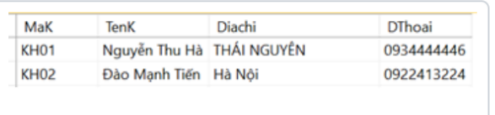 MaK TenK Diachi DThoai
KH01 Nguyễn Thu Hà THÁI NGUYÊN 0934444446
KH02 Đào Mạnh Tiến Hà Nội 0922413224